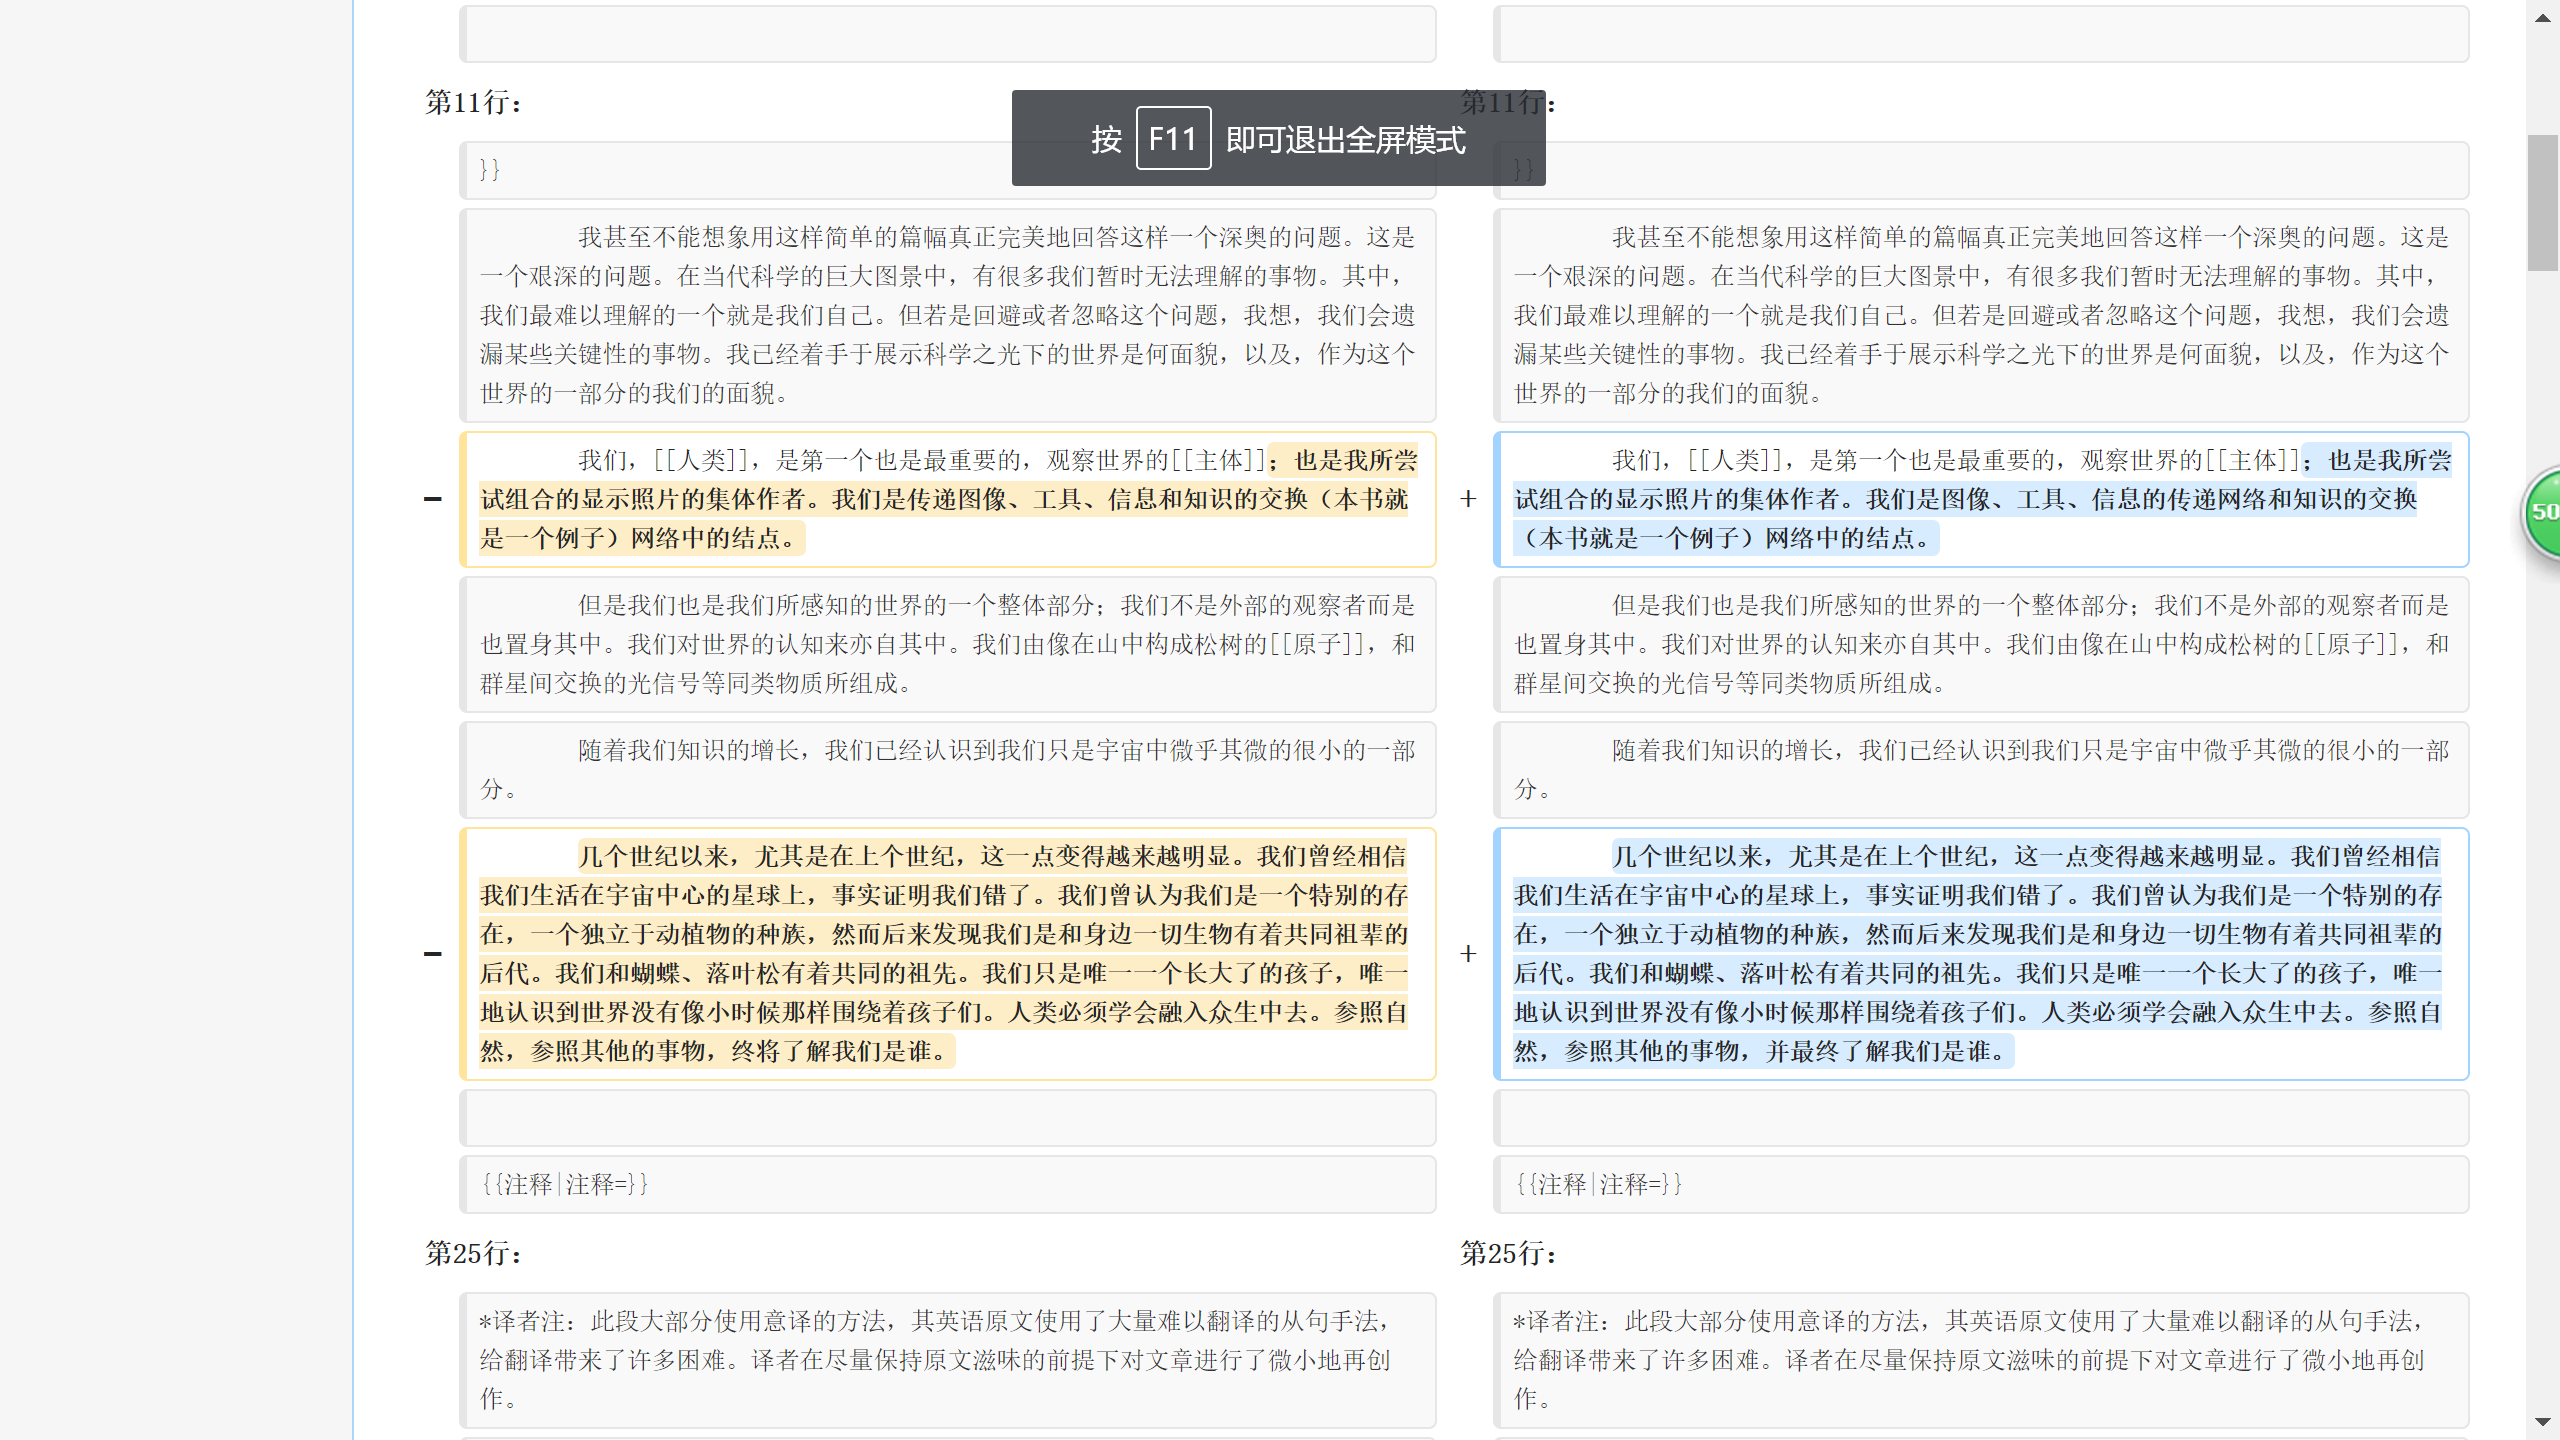 第11行：
第11行：
按 F11 即可退出全屏模式
}}
}}
我甚至不能想象用这样简单的篇幅真正完美地回答这样一个深奥的问题。这是
一个艰深的问题。在当代科学的巨大图景中，有很多我们暂时无法理解的事物。其中，
我们最难以理解的一个就是我们自己。但若是回避或者忽略这个问题，我想，我们会遗
漏某些关键性的事物。我已经着手于展示科学之光下的世界是何面貌，以及，作为这个
世界的一部分的我们的面貌。
我甚至不能想象用这样简单的篇幅真正完美地回答这样一个深奥的问题。这是
一个艰深的问题。在当代科学的巨大图景中，有很多我们暂时无法理解的事物。其中，
我们最难以理解的一个就是我们自己。但若是回避或者忽略这个问题，我想，我们会遗
漏某些关键性的事物。我已经着手于展示科学之光下的世界是何面貌，以及，作为这个
世界的一部分的我们的面貌。
−
我们，[[人类]]，是第一个也是最重要的，观察世界的[[主体]]；也是我所尝
试组合的显示照片的集体作者。我们是传递图像、工具、信息和知识的交换（本书就
是一个例子）网络中的结点。
+
我们，[[人类]]，是第一个也是最重要的，观察世界的[[主体]]；也是我所尝
试组合的显示照片的集体作者。我们是图像、工具、信息的传递网络和知识的交换
（本书就是一个例子）网络中的结点。
50
但是我们也是我们所感知的世界的一个整体部分；我们不是外部的观察者而是
也置身其中。我们对世界的认知来亦自其中。我们由像在山中构成松树的[[原子]]，和
群星间交换的光信号等同类物质所组成。
但是我们也是我们所感知的世界的一个整体部分；我们不是外部的观察者而是
也置身其中。我们对世界的认知来亦自其中。我们由像在山中构成松树的[[原子]]，和
群星间交换的光信号等同类物质所组成。
随着我们知识的增长，我们已经认识到我们只是宇宙中微乎其微的很小的一部
分。
随着我们知识的增长，我们已经认识到我们只是宇宙中微乎其微的很小的一部
分。
−
几个世纪以来，尤其是在上个世纪，这一点变得越来越明显。我们曾经相信
我们生活在宇宙中心的星球上，事实证明我们错了。我们曾认为我们是一个特别的存
在，一个独立于动植物的种族，然而后来发现我们是和身边一切生物有着共同祖辈的
后代。我们和蝴蝶、落叶松有着共同的祖先。我们只是唯一一个长大了的孩子，唯一
地认识到世界没有像小时候那样围绕着孩子们。人类必须学会融入众生中去。参照自
然，参照其他的事物，终将了解我们是谁。
+
几个世纪以来，尤其是在上个世纪，这一点变得越来越明显。我们曾经相信
我们生活在宇宙中心的星球上，事实证明我们错了。我们曾认为我们是一个特别的存
在，一个独立于动植物的种族，然而后来发现我们是和身边一切生物有着共同祖辈的
后代。我们和蝴蝶、落叶松有着共同的祖先。我们只是唯一一个长大了的孩子，唯一
地认识到世界没有像小时候那样围绕着孩子们。人类必须学会融入众生中去。参照自
然，参照其他的事物，并最终了解我们是谁。
{{注释|注释=}}
{{注释|注释=}}
第25行：
第25行：
*译者注：此段大部分使用意译的方法，其英语原文使用了大量难以翻译的从句手法，
给翻译带来了许多困难。译者在尽量保持原文滋味的前提下对文章进行了微小地再创
作。
*译者注：此段大部分使用意译的方法，其英语原文使用了大量难以翻译的从句手法，
给翻译带来了许多困难。译者在尽量保持原文滋味的前提下对文章进行了微小地再创
作。